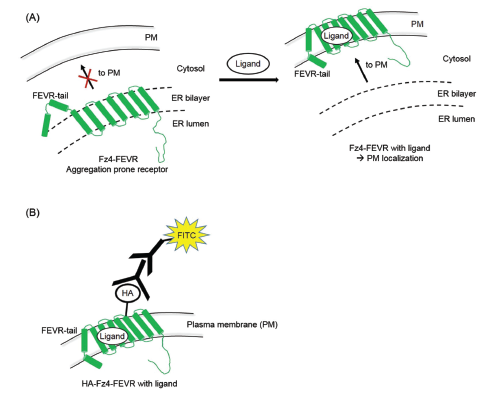 (A)
PM
to PM
Cytosol
FEVR-tail
ER bilayer
ER lumen
Fz4-FEVR
Aggregation prone receptor
Ligand
Ligand
PM
FEVR-tail
to PM
Cytosol
ER bilayer
ER lumen
Fz4-FEVR with ligand
→ PM localization
(B)
FITC
HA
FEVR-tail
Ligand
Plasma membrane (PM)
HA-Fz4-FEVR with ligand